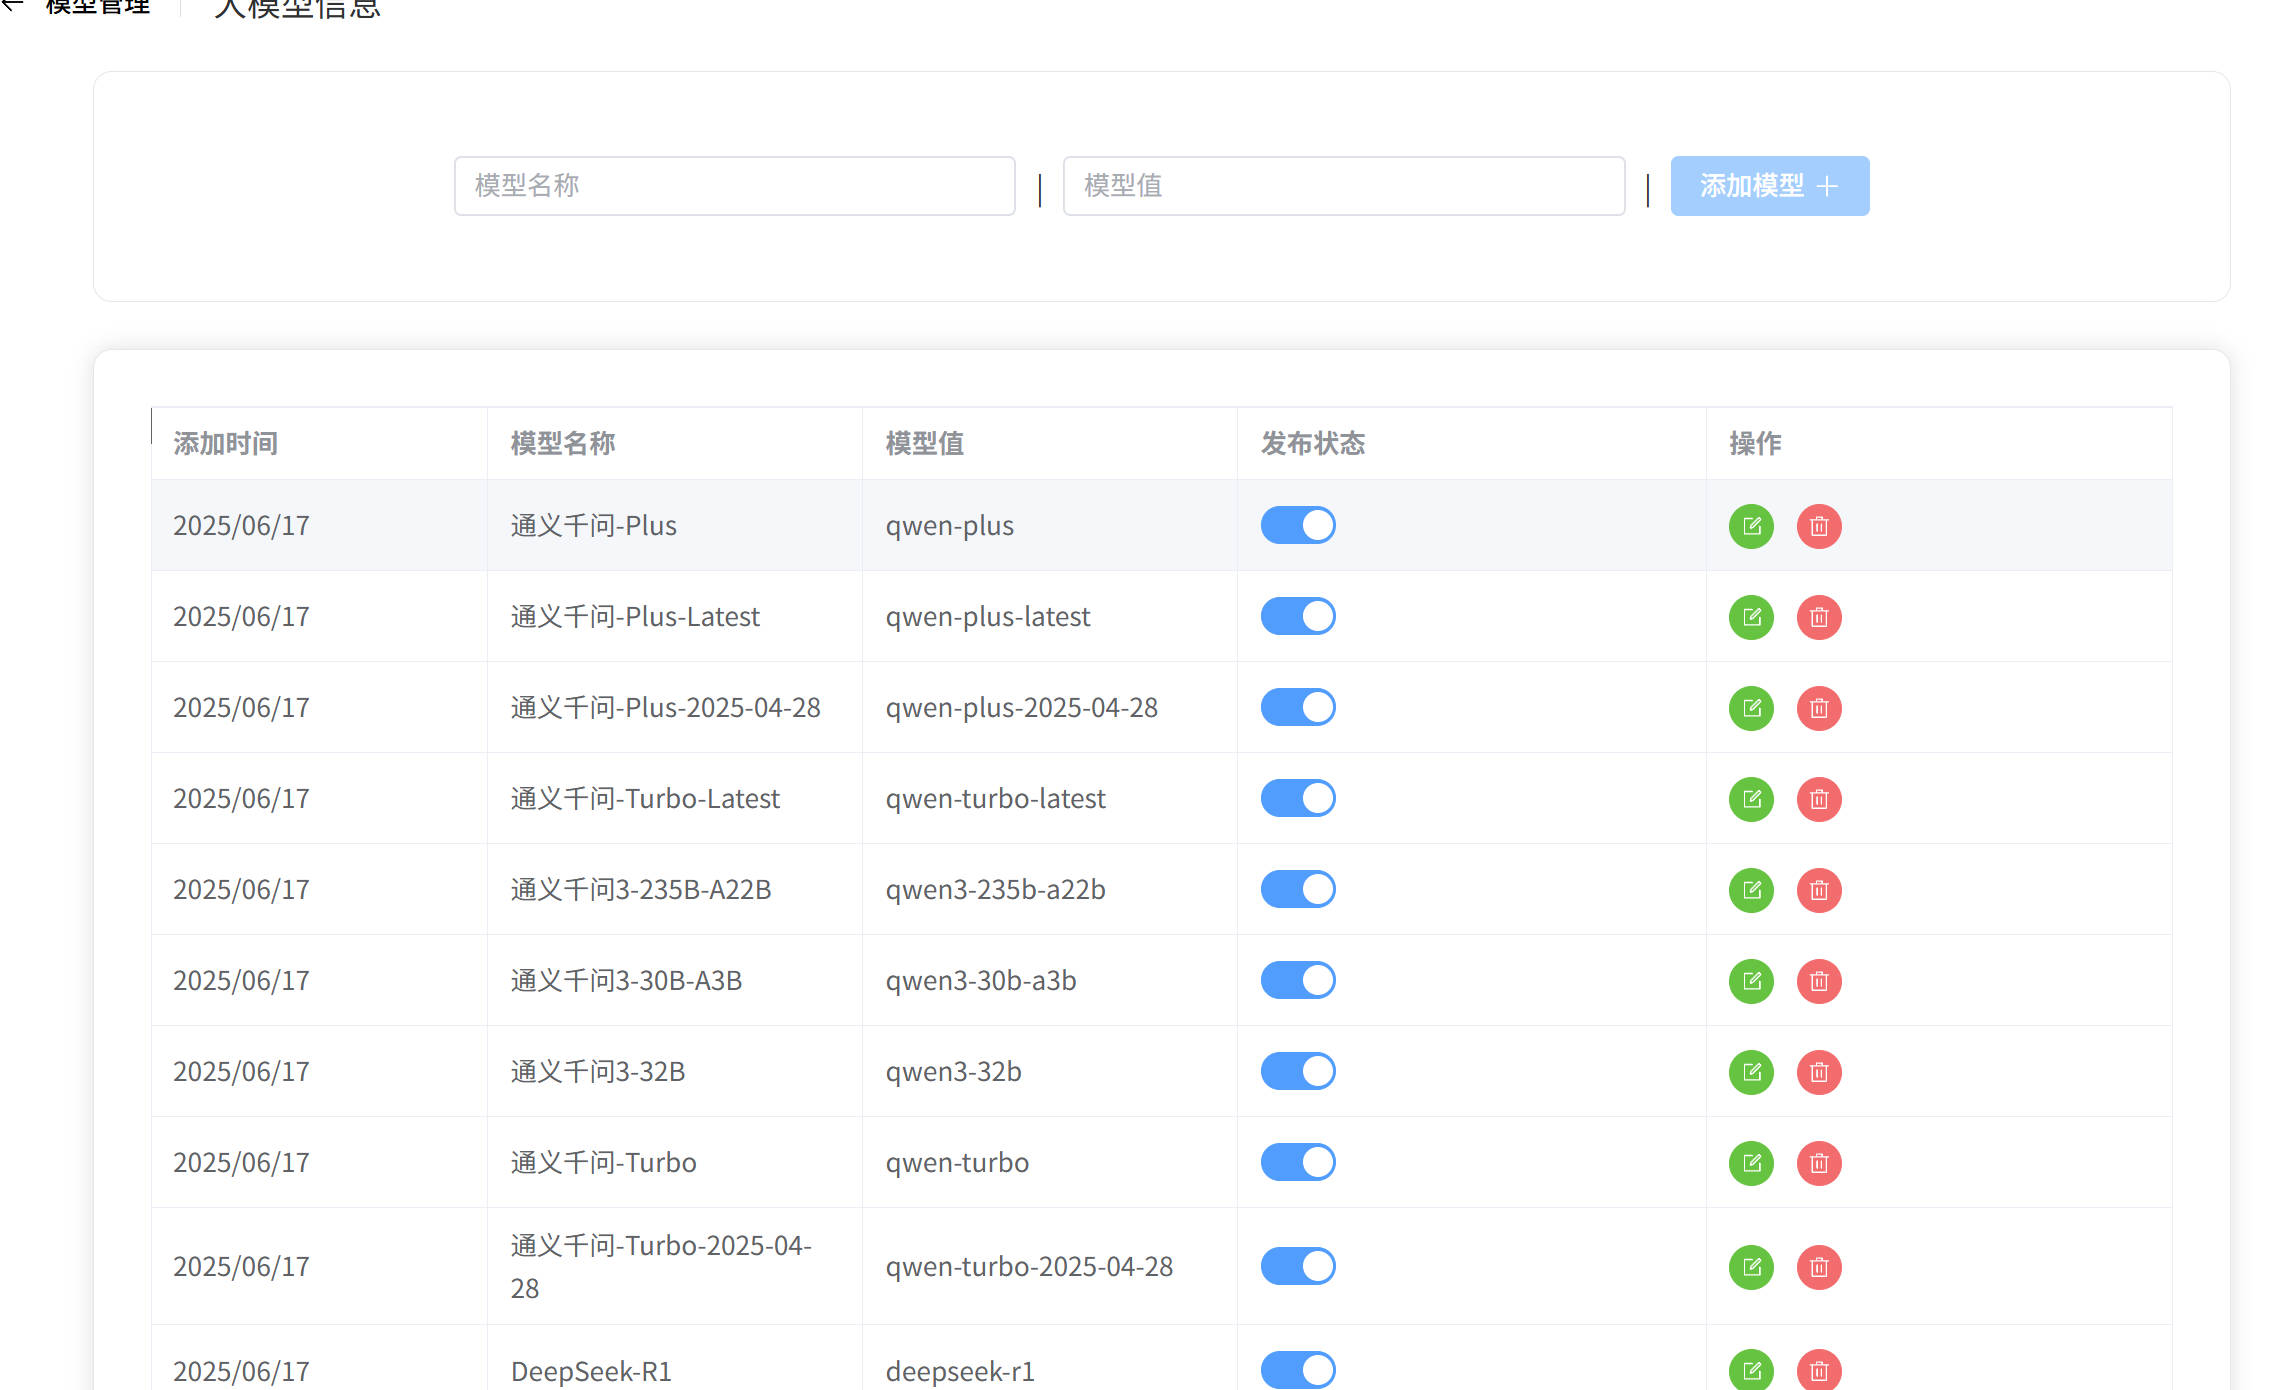 模型管理 大模型信息
模型名称 | 模型值 | 添加模型 +
添加时间 模型名称 模型值 发布状态 操作
2025/06/17 通义千问-Plus qwen-plus
2025/06/17 通义千问-Plus-Latest qwen-plus-latest
2025/06/17 通义千问-Plus-2025-04-28 qwen-plus-2025-04-28
2025/06/17 通义千问-Turbo-Latest qwen-turbo-latest
2025/06/17 通义千问3-235B-A22B qwen3-235b-a22b
2025/06/17 通义千问3-30B-A3B qwen3-30b-a3b
2025/06/17 通义千问3-32B qwen3-32b
2025/06/17 通义千问-Turbo qwen-turbo
2025/06/17 通义千问-Turbo-2025-04-
28 qwen-turbo-2025-04-28
2025/06/17 DeepSeek-R1 deepseek-r1